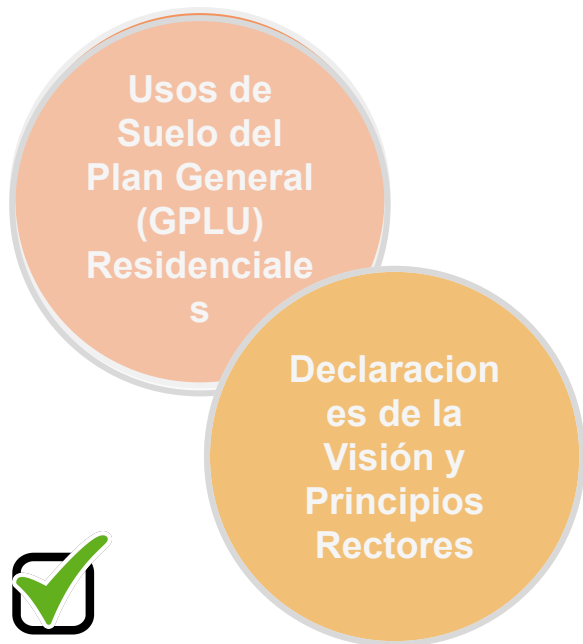 Usos de
Suelo del
Plan General
(GPLU)
Residenciale
s
Declaracion
es de la
Visión y
Principios
Rectores